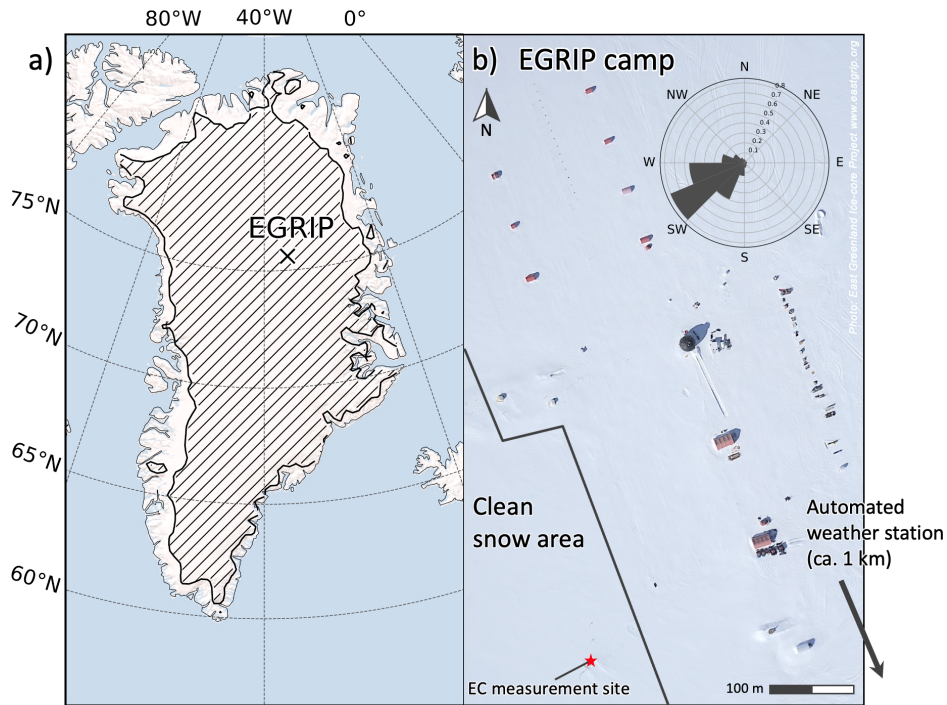 80°W 40°W 0°
a)
75°N
70°N
65°N
60°N
EGRIP
b) EGRIP camp
N
N
NE
E
SE
S
SW
W
NW
0.8
0.7
0.6
0.5
0.4
0.3
0.2
0.1
Photo: East Greenland Ice-core Project www.eastgrip.org
Clean
snow area
Automated
weather station
(ca. 1 km)
EC measurement site
100 m